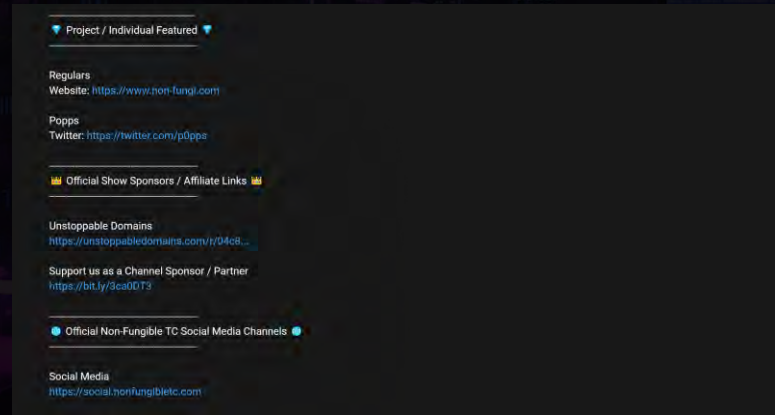 💎 Project / Individual Featured 💎
Regulars
Website: https://www.non-fungi.com
Popps
Twitter: https://twitter.com/p0pps
👑 Official Show Sponsors / Affiliate Links 👑
Unstoppable Domains
https://unstoppabledomains.com/r/04c8...
Support us as a Channel Sponsor / Partner
https://bit.ly/3ca0DT3
Official Non-Fungible TC Social Media Channels
Social Media
https://social.nonfungibletc.com